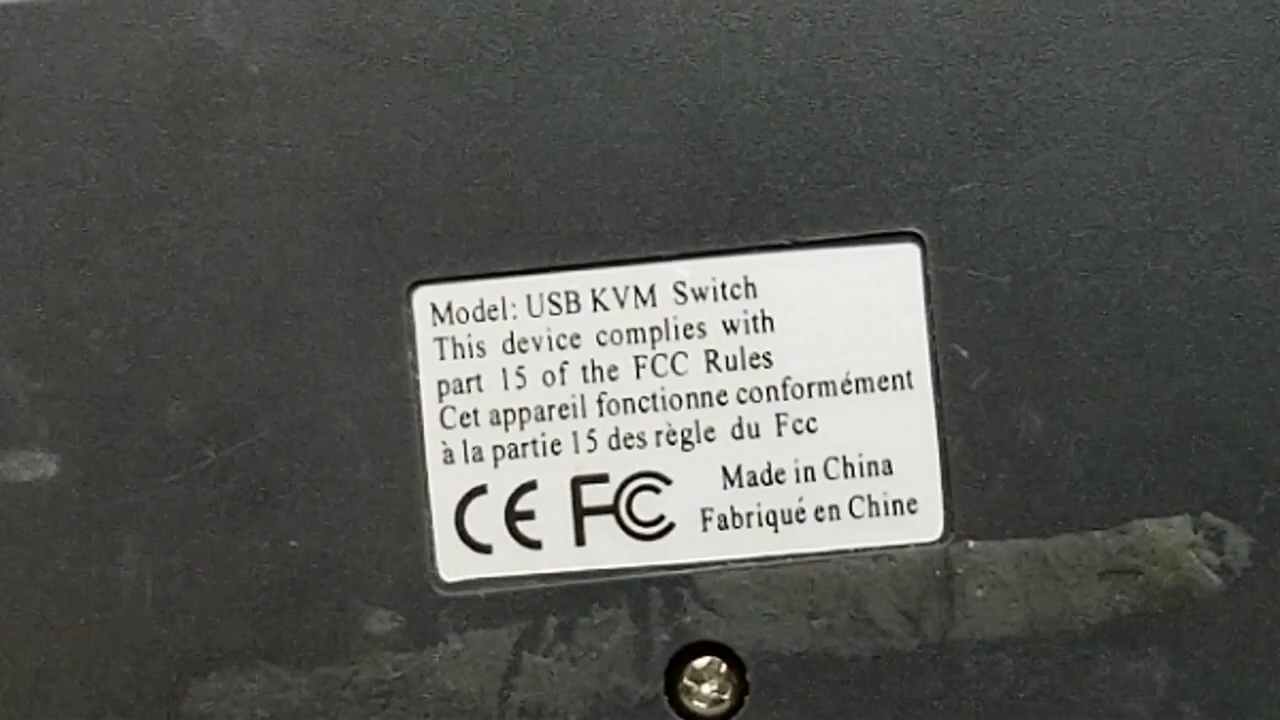 Model: USB KVM Switch
This device complies with
part 15 of the FCC Rules
Cet appareil fonctionne conformément
à la partie 15 des règle du Fcc
CE FC Made in China
Fabriqué en Chine